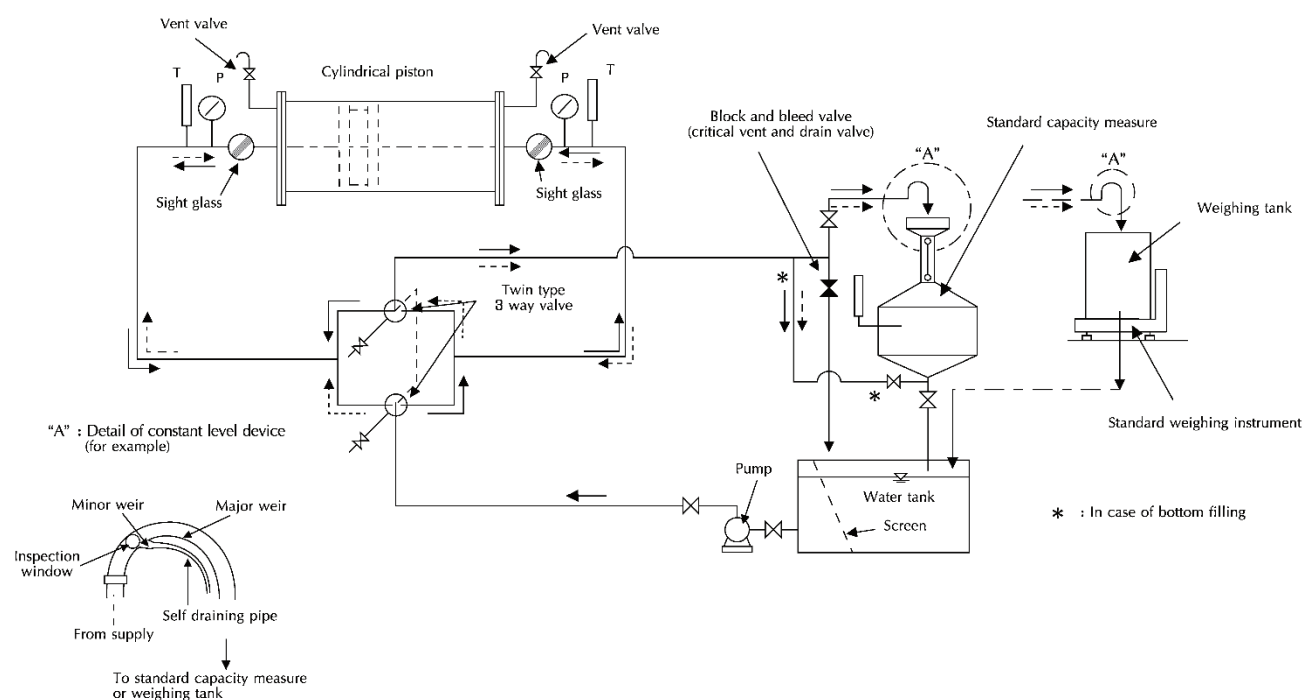 Vent valve
Vent valve
Cylindrical piston
T
P
P
T
Block and bleed valve
(critical vent and drain valve)
Standard capacity measure
"A"
"A"
Sight glass
Sight glass
Weighing tank
Twin type
3 way valve
*
*
"A" : Detail of constant level device
(for example)
Standard weighing instrument
Pump
Water tank
Screen
* : In case of bottom filling
Minor weir
Major weir
Inspection
window
Self draining pipe
From supply
To standard capacity measure
or weighing tank